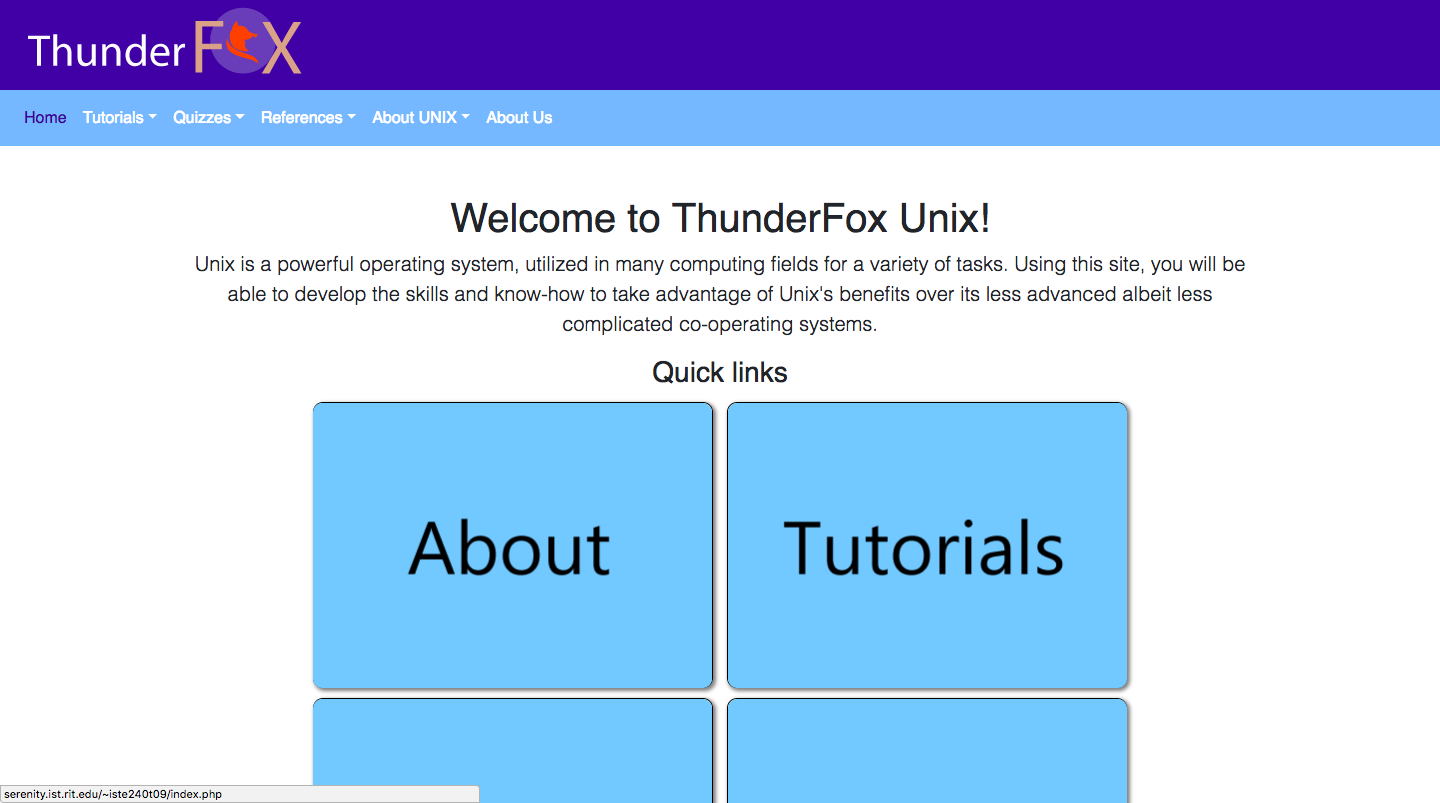 Thunder FOX
Home Tutorials Quizzes References About UNIX About Us
Welcome to ThunderFox Unix!
Unix is a powerful operating system, utilized in many computing fields for a variety of tasks. Using this site, you will be
able to develop the skills and know-how to take advantage of Unix's benefits over its less advanced albeit less
complicated co-operating systems.
Quick links
About Tutorials
serenity.ist.rit.edu/~iste240t09/index.php